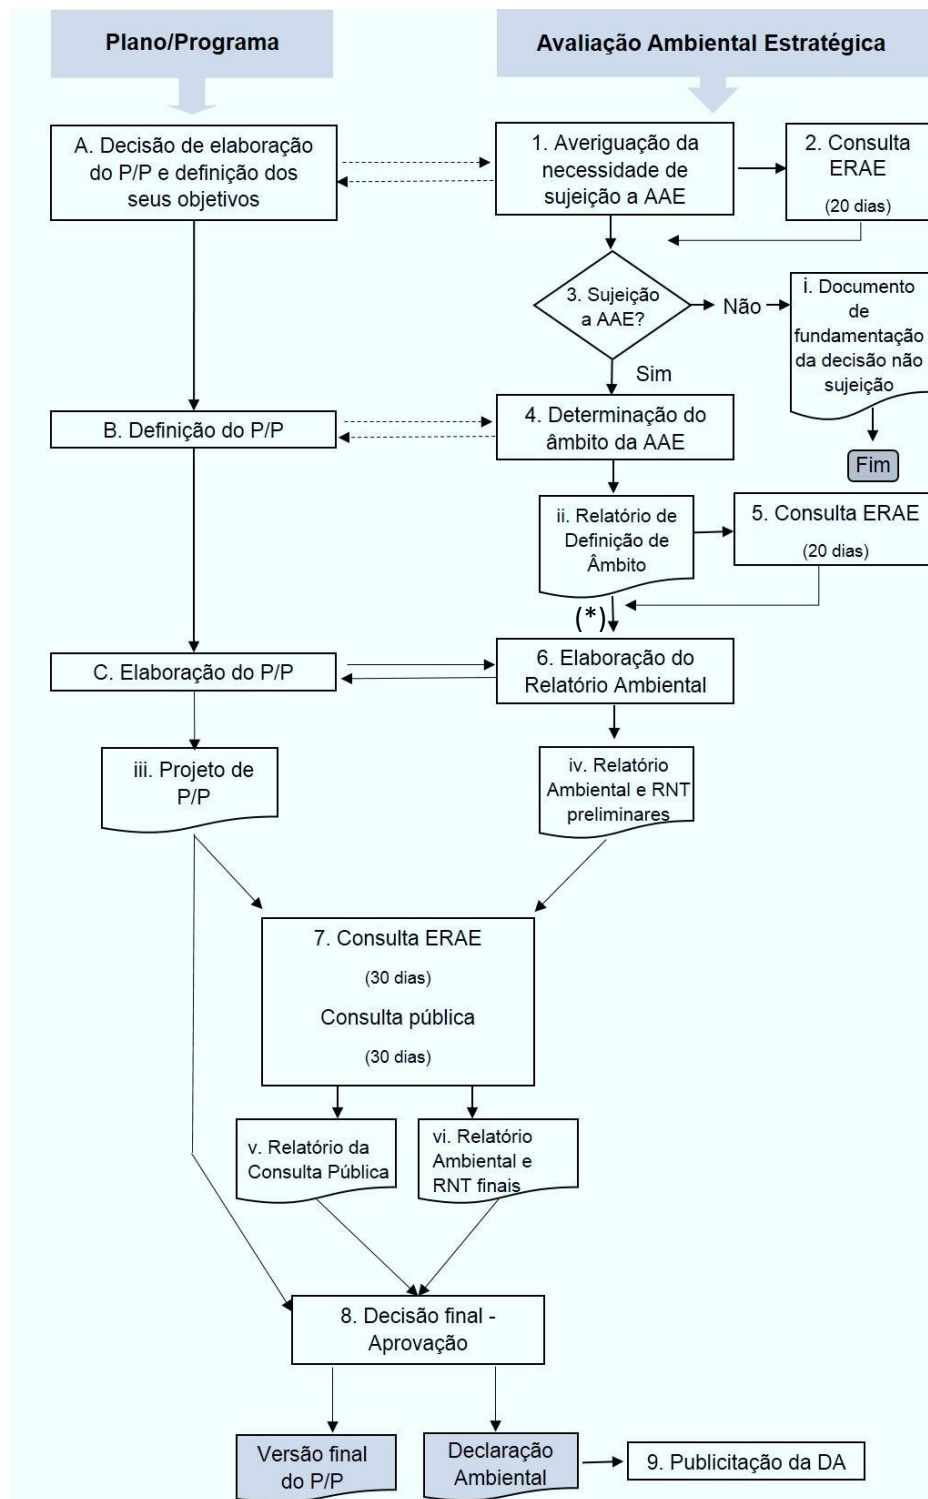 Plano/Programa
Avaliação Ambiental Estratégica
A. Decisão de elaboração
do P/P e definição dos
seus objetivos
1. Averiguação da
necessidade de
sujeição a AAE
2. Consulta
ERAE
(20 dias)
3. Sujeição
a AAE?
Não
i. Documento
de
fundamentação
da decisão não
sujeição
Sim
Fim
B. Definição do P/P
4. Determinação do
âmbito da AAE
ii. Relatório de
Definição de
Âmbito
5. Consulta ERAE
(20 dias)
(*)
C. Elaboração do P/P
6. Elaboração do
Relatório Ambiental
iii. Projeto de
P/P
iv. Relatório
Ambiental e RNT
preliminares
7. Consulta ERAE
(30 dias)
Consulta pública
(30 dias)
v. Relatório da
Consulta Pública
vi. Relatório
Ambiental e
RNT finais
8. Decisão final -
Aprovação
Versão final
do P/P
Declaração
Ambiental
9. Publicitação da DA